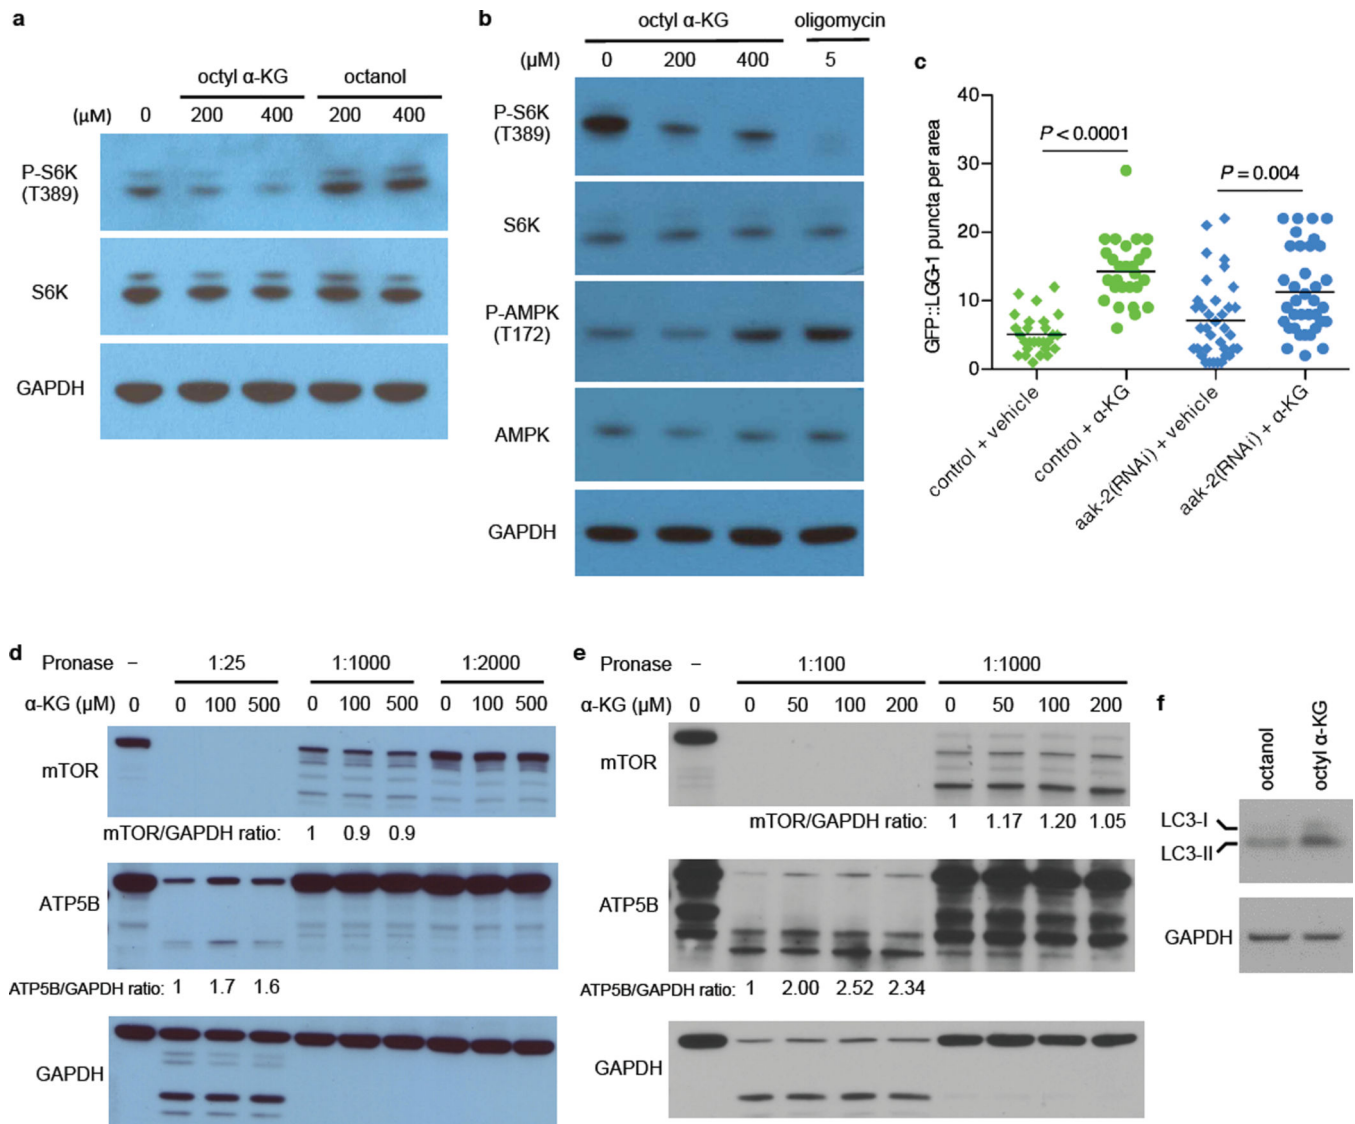 a
octyl α-KG octanol
(μM) 0 200 400 200 400
P-S6K
(T389)
S6K
GAPDH
b
octyl α-KG oligomycin
(μM) 0 200 400 5
P-S6K
(T389)
S6K
P-AMPK
(T172)
AMPK
GAPDH
c
GFP::LGG-1 puncta per area
40
30
20
10
0
P < 0.0001
P = 0.004
control + vehicle
control + α-KG
aak-2(RNAi) + vehicle
aak-2(RNAi) + α-KG
d
Pronase – 1:25 1:1000 1:2000
α-KG (μM) 0 0 100 500 0 100 500 0 100 500
mTOR
mTOR/GAPDH ratio: 1 0.9 0.9
ATP5B
ATP5B/GAPDH ratio: 1 1.7 1.6
GAPDH
e
Pronase – 1:100 1:1000
α-KG (μM) 0 0 50 100 200 0 50 100 200
mTOR
mTOR/GAPDH ratio: 1 1.17 1.20 1.05
ATP5B
ATP5B/GAPDH ratio: 1 2.00 2.52 2.34
GAPDH
f
octanol
octyl α-KG
LC3-I
LC3-II
GAPDH